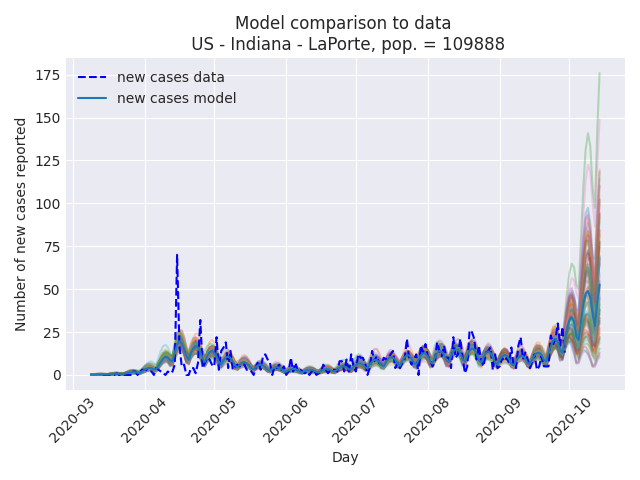 Model comparison to data
US - Indiana - LaPorte, pop. = 109888
new cases data
new cases model
Number of new cases reported
175
150
125
100
75
50
25
0
2020-03
2020-04
2020-05
2020-06
2020-07
2020-08
2020-09
2020-10
Day